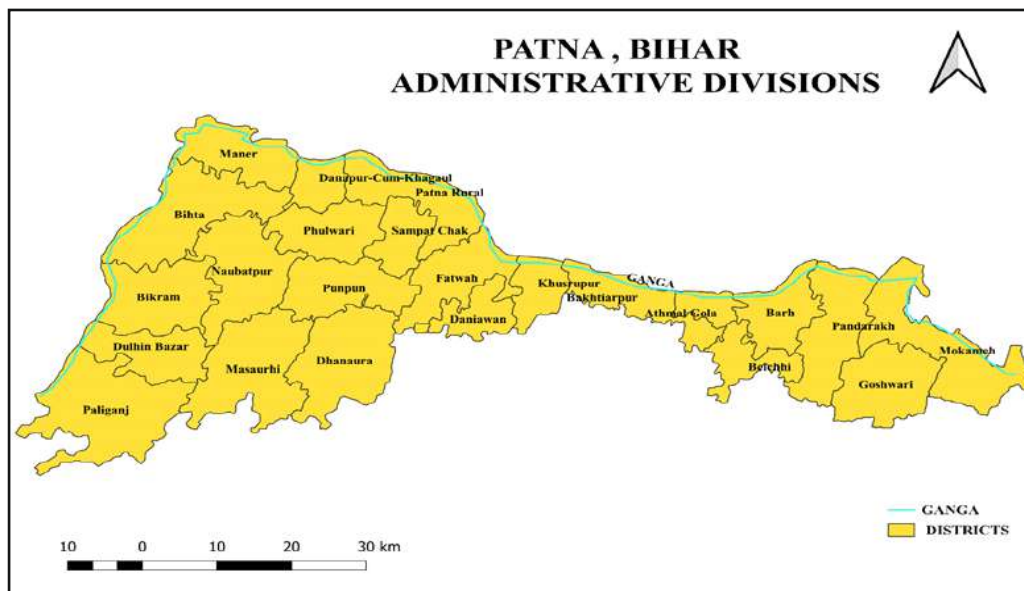 PATNA , BIHAR
ADMINISTRATIVE DIVISIONS
Maner
Danapur-Cum-Khagaul
Patna Rural
Bihta
Phulwari
Sampat Chak
Naubatpur
Fatwah
Punpun
Khusrupur
GANGA
Bikram
Bakhtiarpur
Daniawan
Athmal Gola
Barh
Pandarakh
Dulhin Bazar
Mokameh
Masaurhi
Dhanaura
Belchhi
Goshwari
Paliganj
GANGA
DISTRICTS
10 0 10 20 30 km